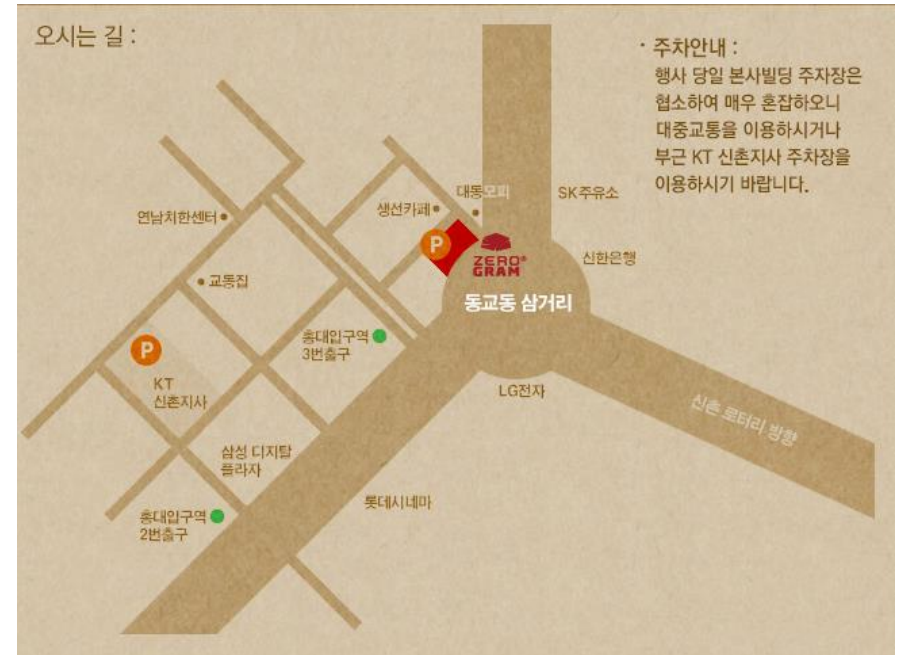 오시는 길 :
· 주차안내 :
행사 당일 본사빌딩 주자장은
협소하여 매우 혼잡하오니
대중교통을 이용하시거나
부근 KT 신촌지사 주차장을
이용하시기 바랍니다.
대동모피
SK주유소
생선카페
연남치한센터
P
ZERO®
GRAM
신한은행
교동집
동교동 삼거리
홍대입구역
3번출구
P
KT
신촌지사
LG전자
신촌 로터리 방향
삼성 디지탈
플라자
롯데시네마
홍대입구역
2번출구